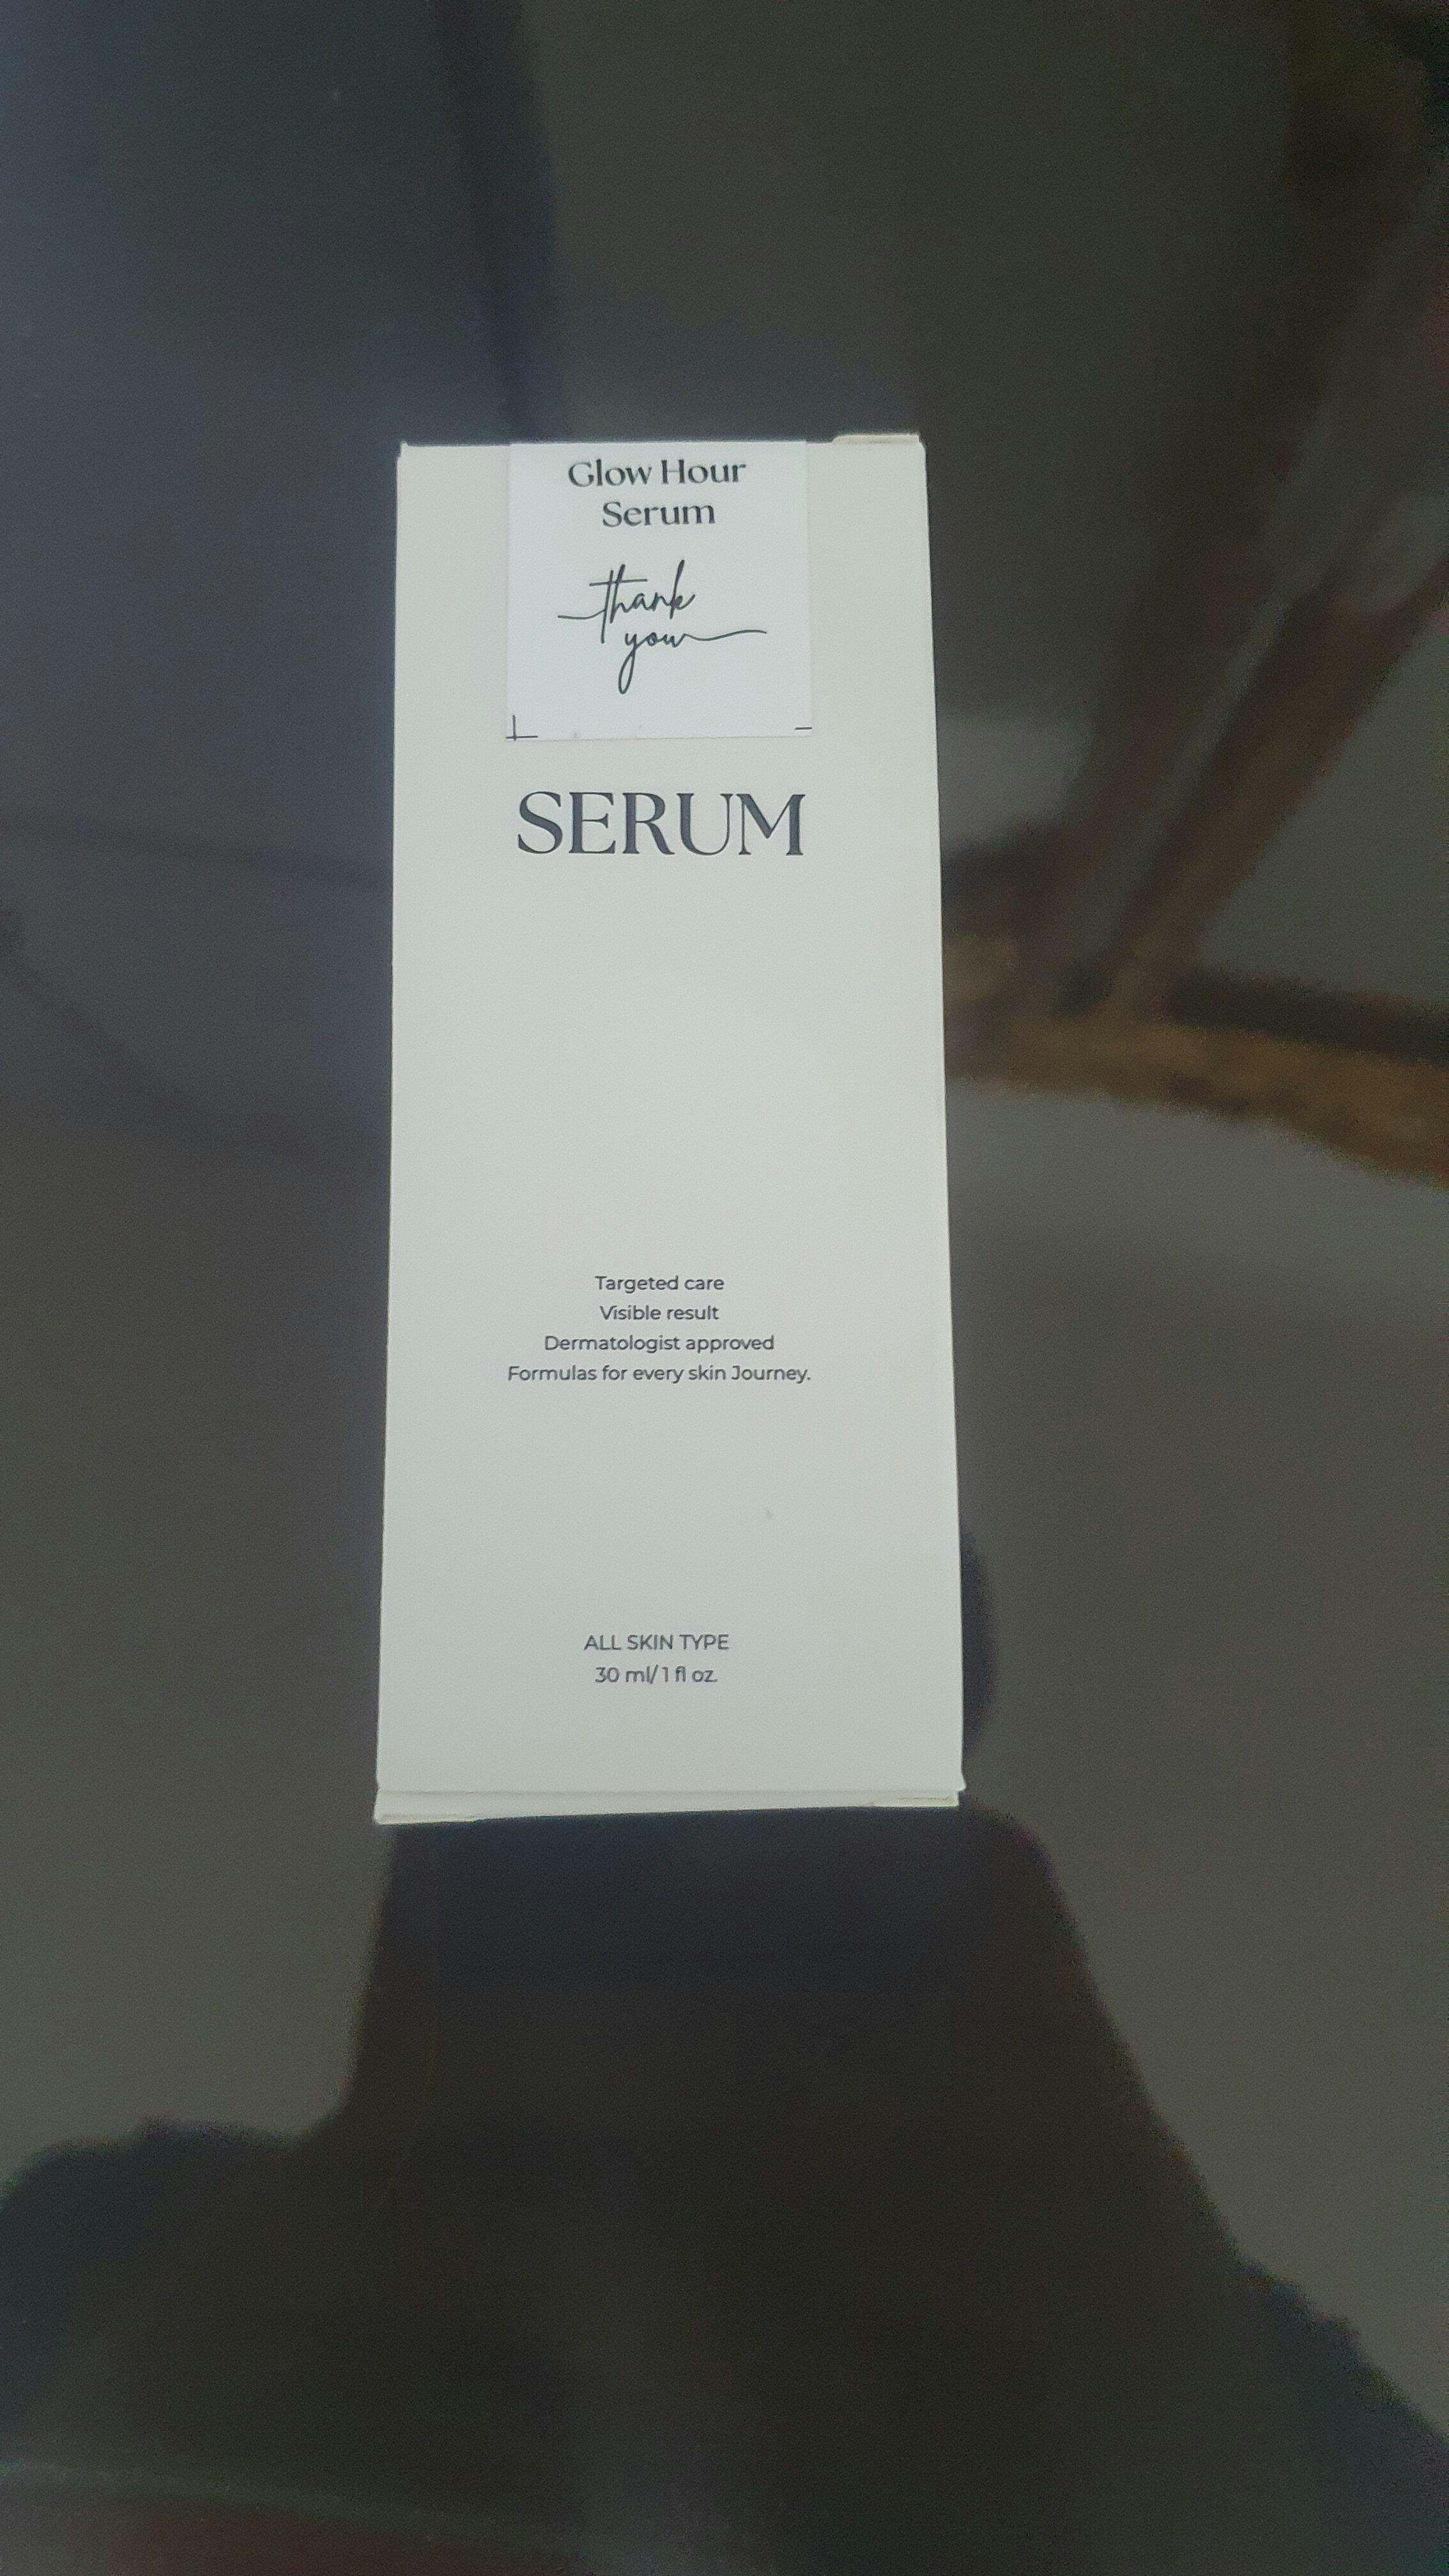 Glow Hour
Serum
thank
you
SERUM
Targeted care
Visible result
Dermatologist approved
Formulas for every skin Journey.
ALL SKIN TYPE
30 ml/1 fl oz.